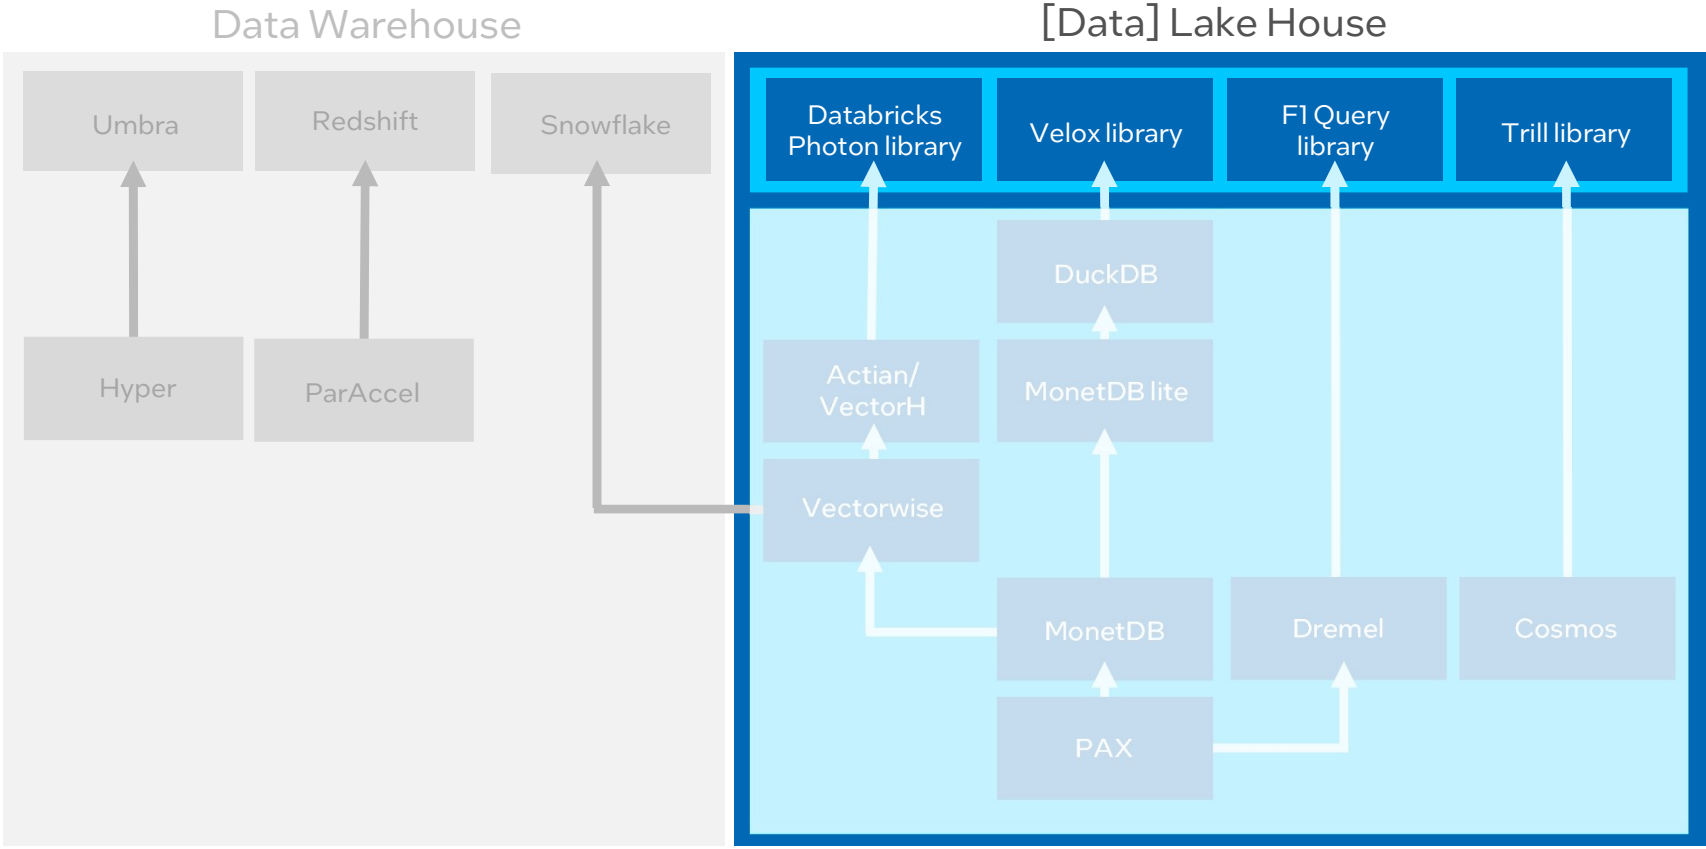 Data Warehouse
[Data] Lake House
Umbra
Redshift
Snowflake
Databricks
Photon library
Velox library
F1 Query
library
Trill library
DuckDB
Hyper
ParAccel
Actian/
VectorH
MonetDB lite
Vectorwise
MonetDB
Dremel
Cosmos
PAX